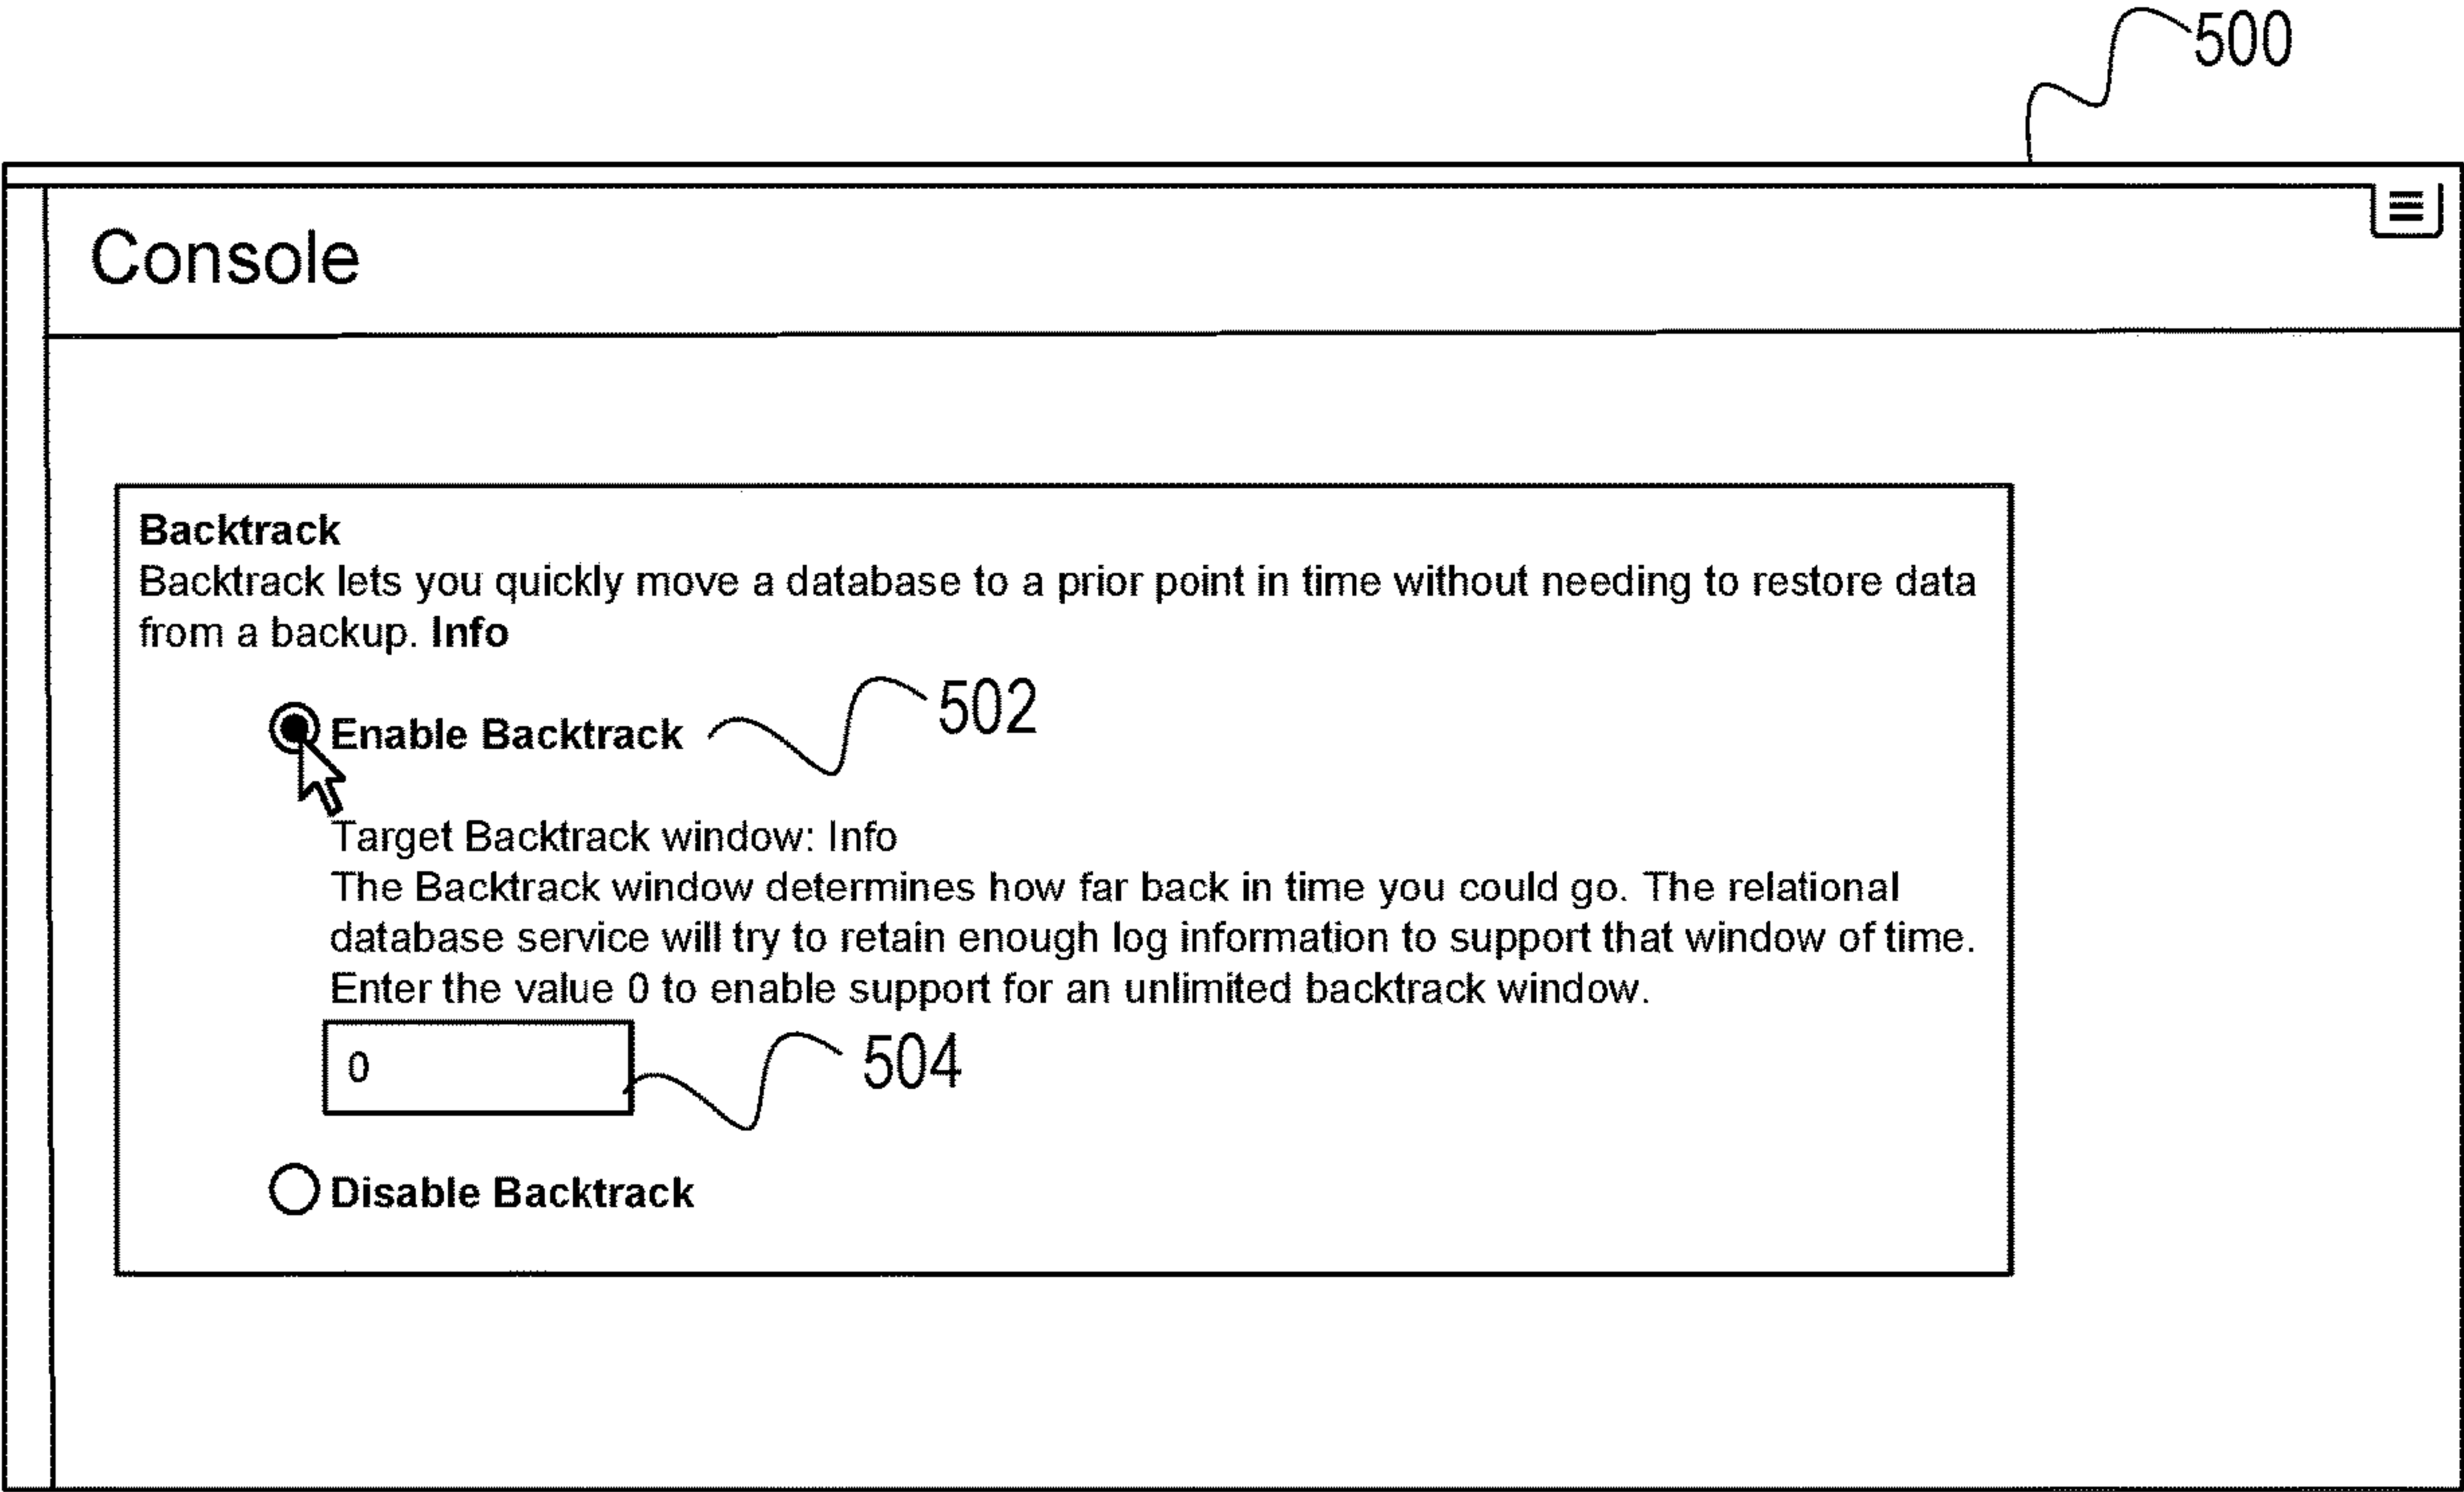 500
Console
Backtrack
Backtrack lets you quickly move a database to a prior point in time without needing to restore data
from a backup. Info
Enable Backtrack 502
Target Backtrack window: Info
The Backtrack window determines how far back in time you could go. The relational
database service will try to retain enough log information to support that window of time.
Enter the value 0 to enable support for an unlimited backtrack window.
0 504
Disable Backtrack